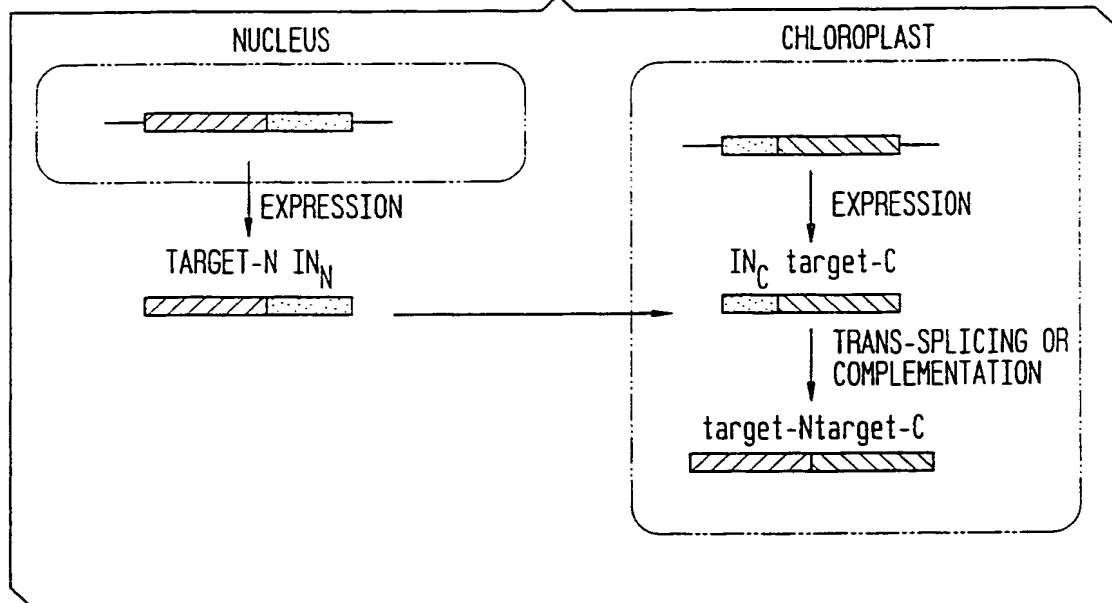 NUCLEUS
EXPRESSION
TARGET-N IN_N
CHLOROPLAST
EXPRESSION
IN_C target-C
TRANS-SPLICING OR
COMPLEMENTATION
target-Ntarget-C